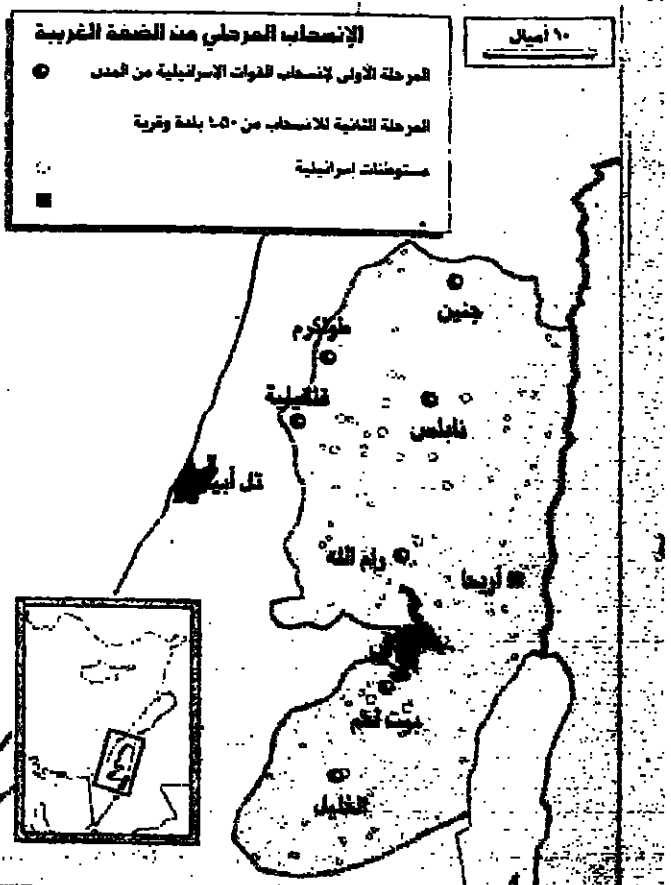 الإنسحاب المرحلي من الضفة الغربية
المرحلة الأولى لإنسحاب القوات الإسرائيلية من المدن
المرحلة الثانية للانسحاب من ٤٥٠ بلدة وقرية
مستوطنات إسرائيلية
١٠ أميال
جنين
طولكرم
قلقيلية
نابلس
تل أبيب
رام الله
أريحا
بيت لحم
الخليل